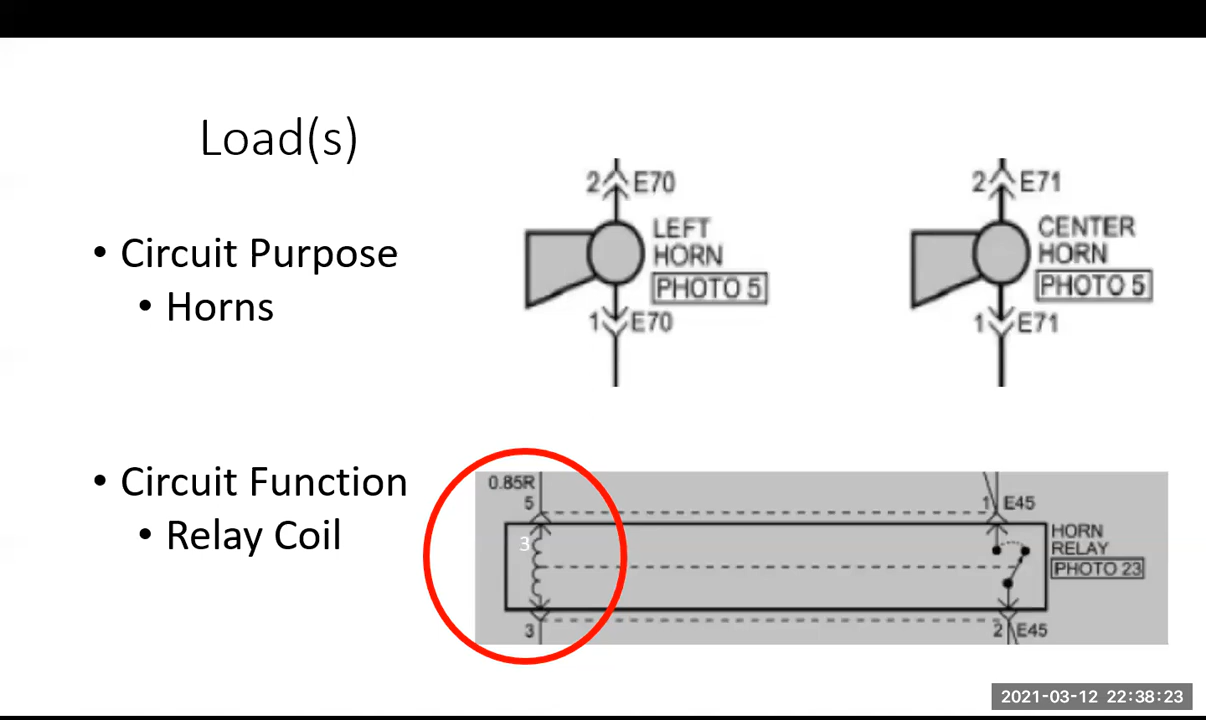 Load(s)
• Circuit Purpose
• Horns
2 E70
LEFT
HORN
PHOTO 5
1 E70
2 E71
CENTER
HORN
PHOTO 5
1 E71
• Circuit Function
• Relay Coil
0.85R
5
1 E45
3
HORN
RELAY
PHOTO 23
3
2 E45
2021-03-12 22:38:23